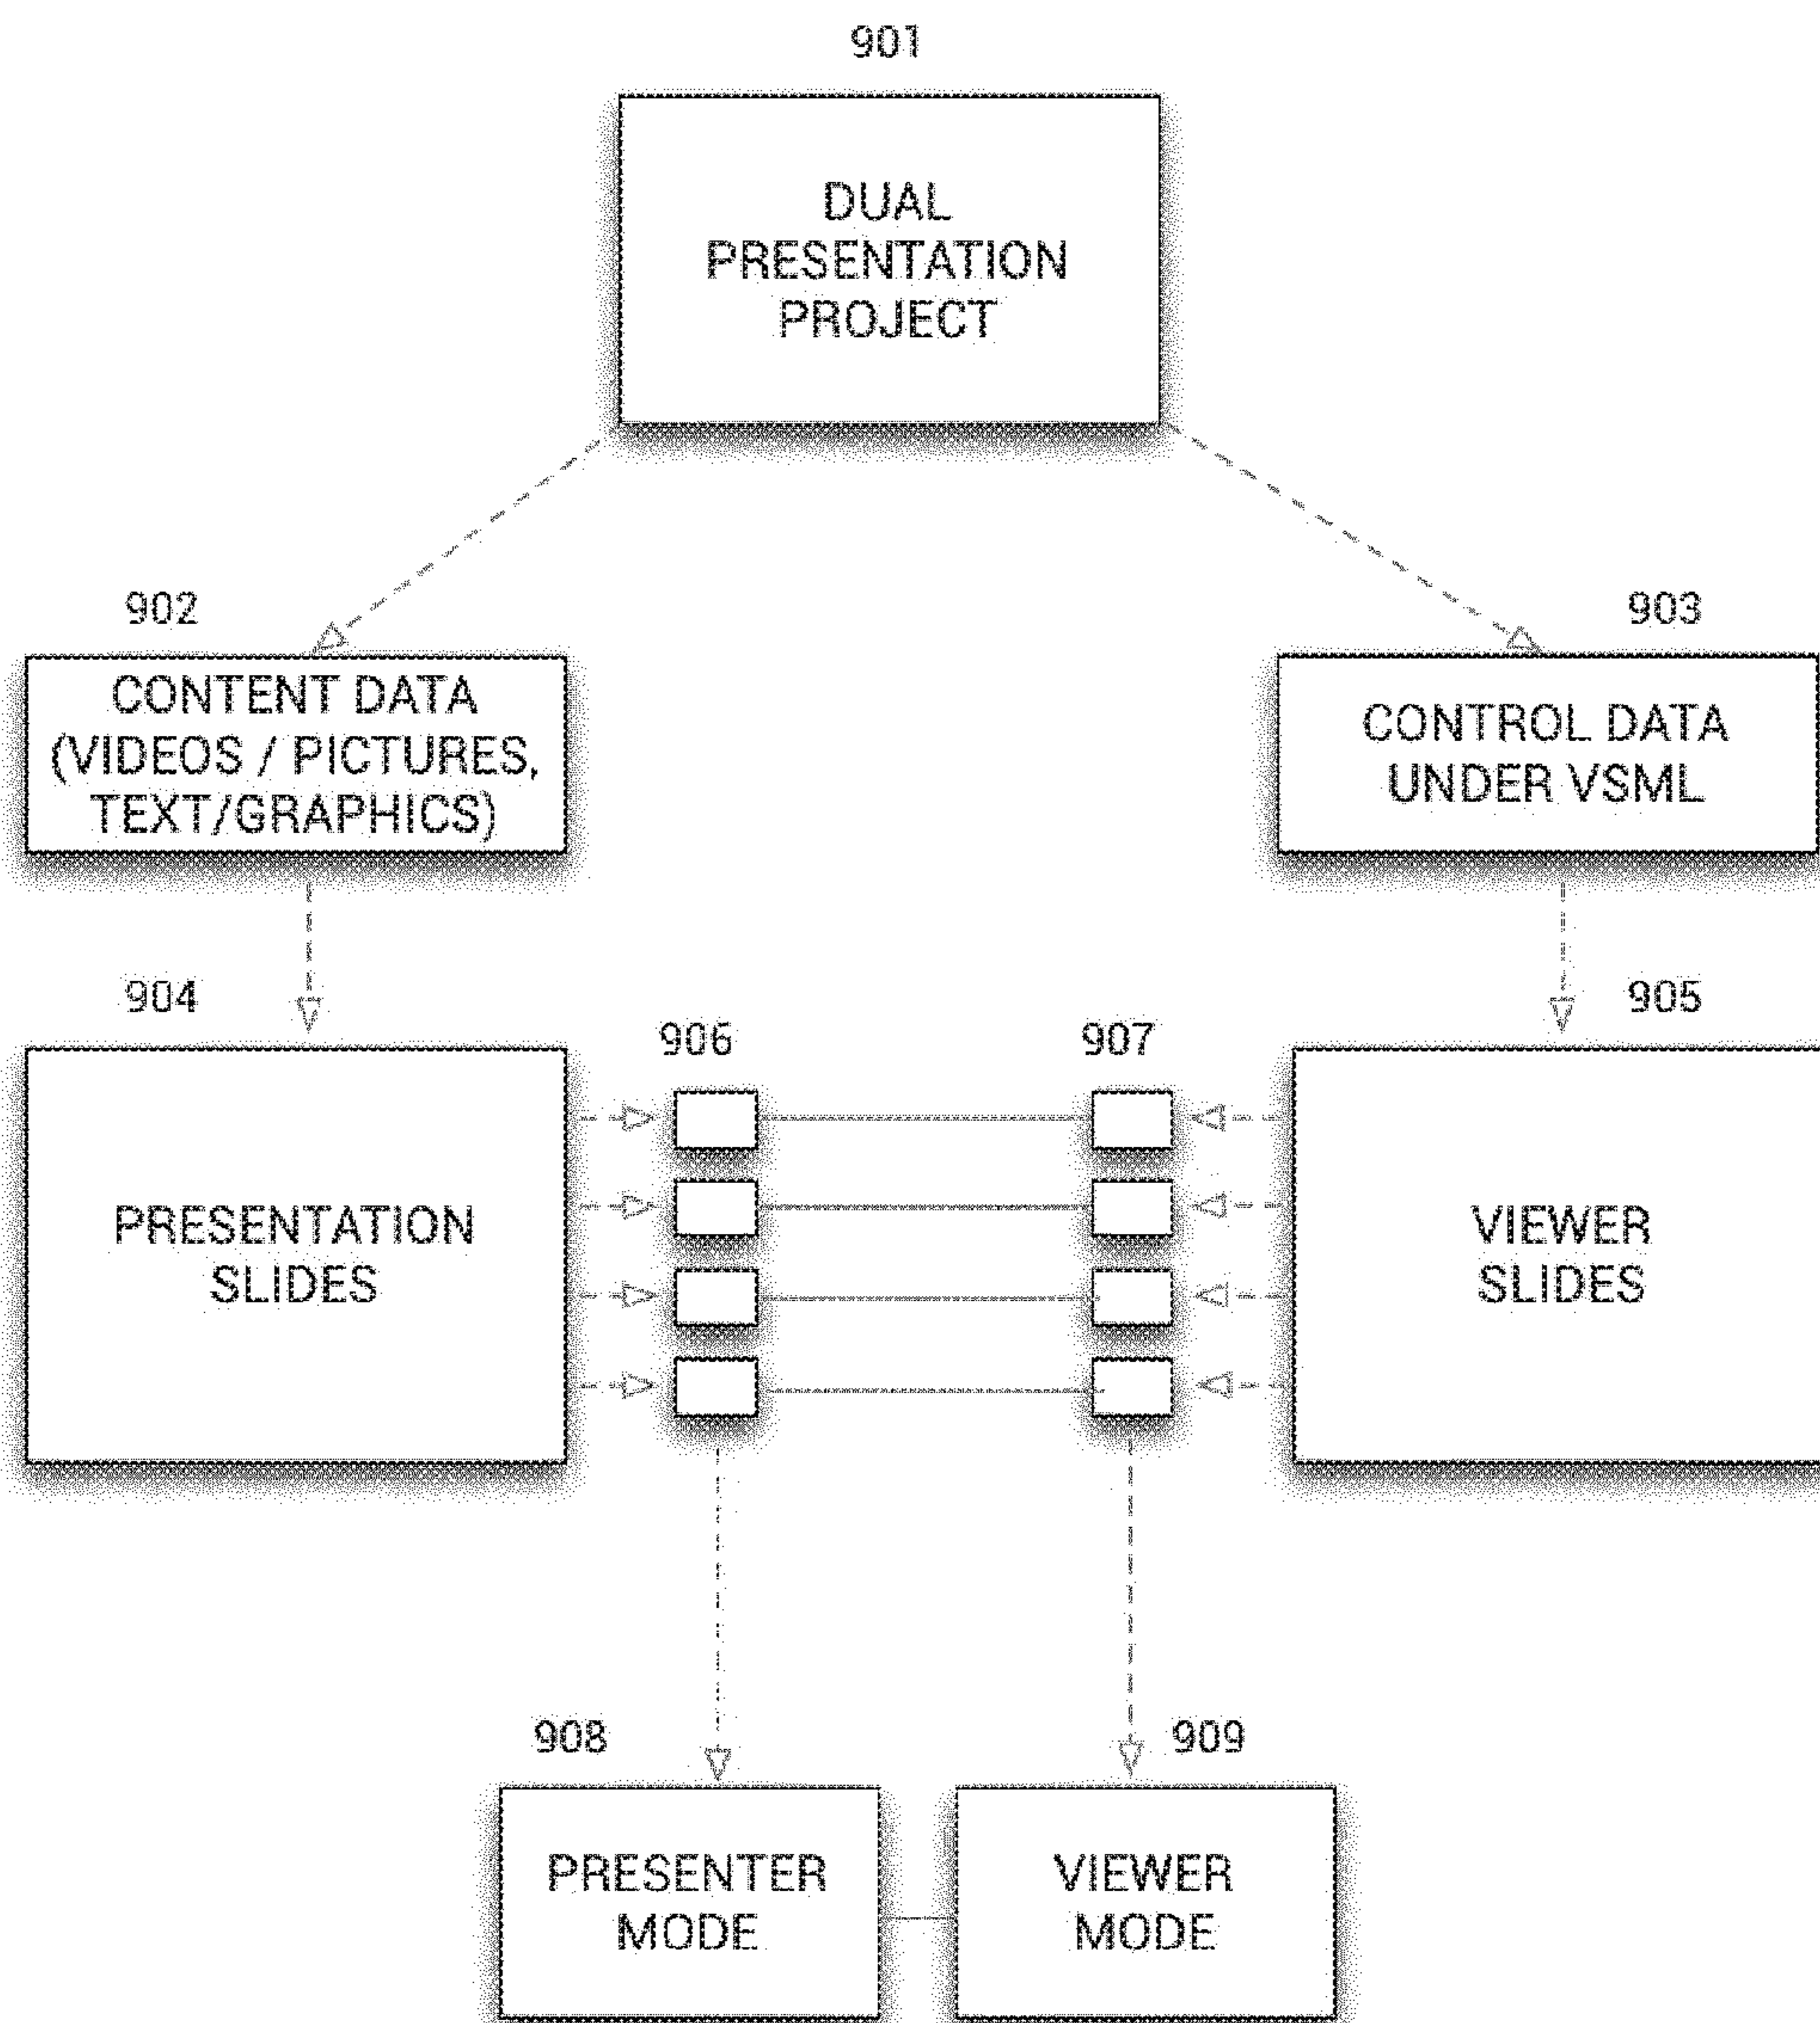 901
DUAL
PRESENTATION
PROJECT
902
903
CONTENT DATA
(VIDEOS / PICTURES,
TEXT/GRAPHICS)
CONTROL DATA
UNDER VSML
904
905
906
907
PRESENTATION
SLIDES
VIEWER
SLIDES
908
909
PRESENTER
MODE
VIEWER
MODE